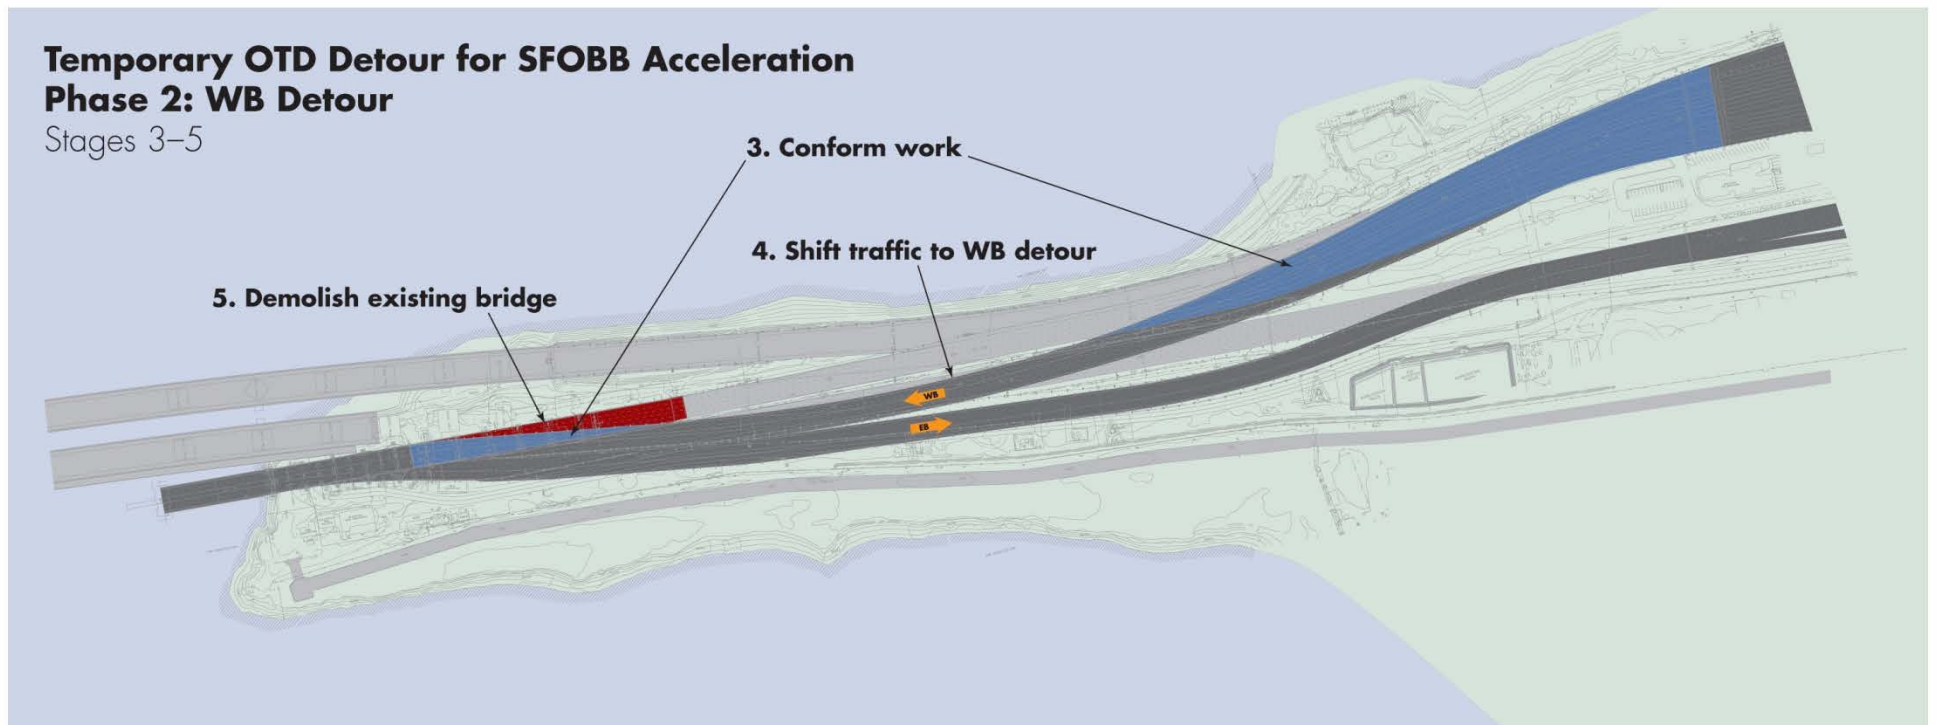 Temporary OTD Detour for SFOBB Acceleration
Phase 2: WB Detour
Stages 3–5
3. Conform work
4. Shift traffic to WB detour
5. Demolish existing bridge
WB
EB